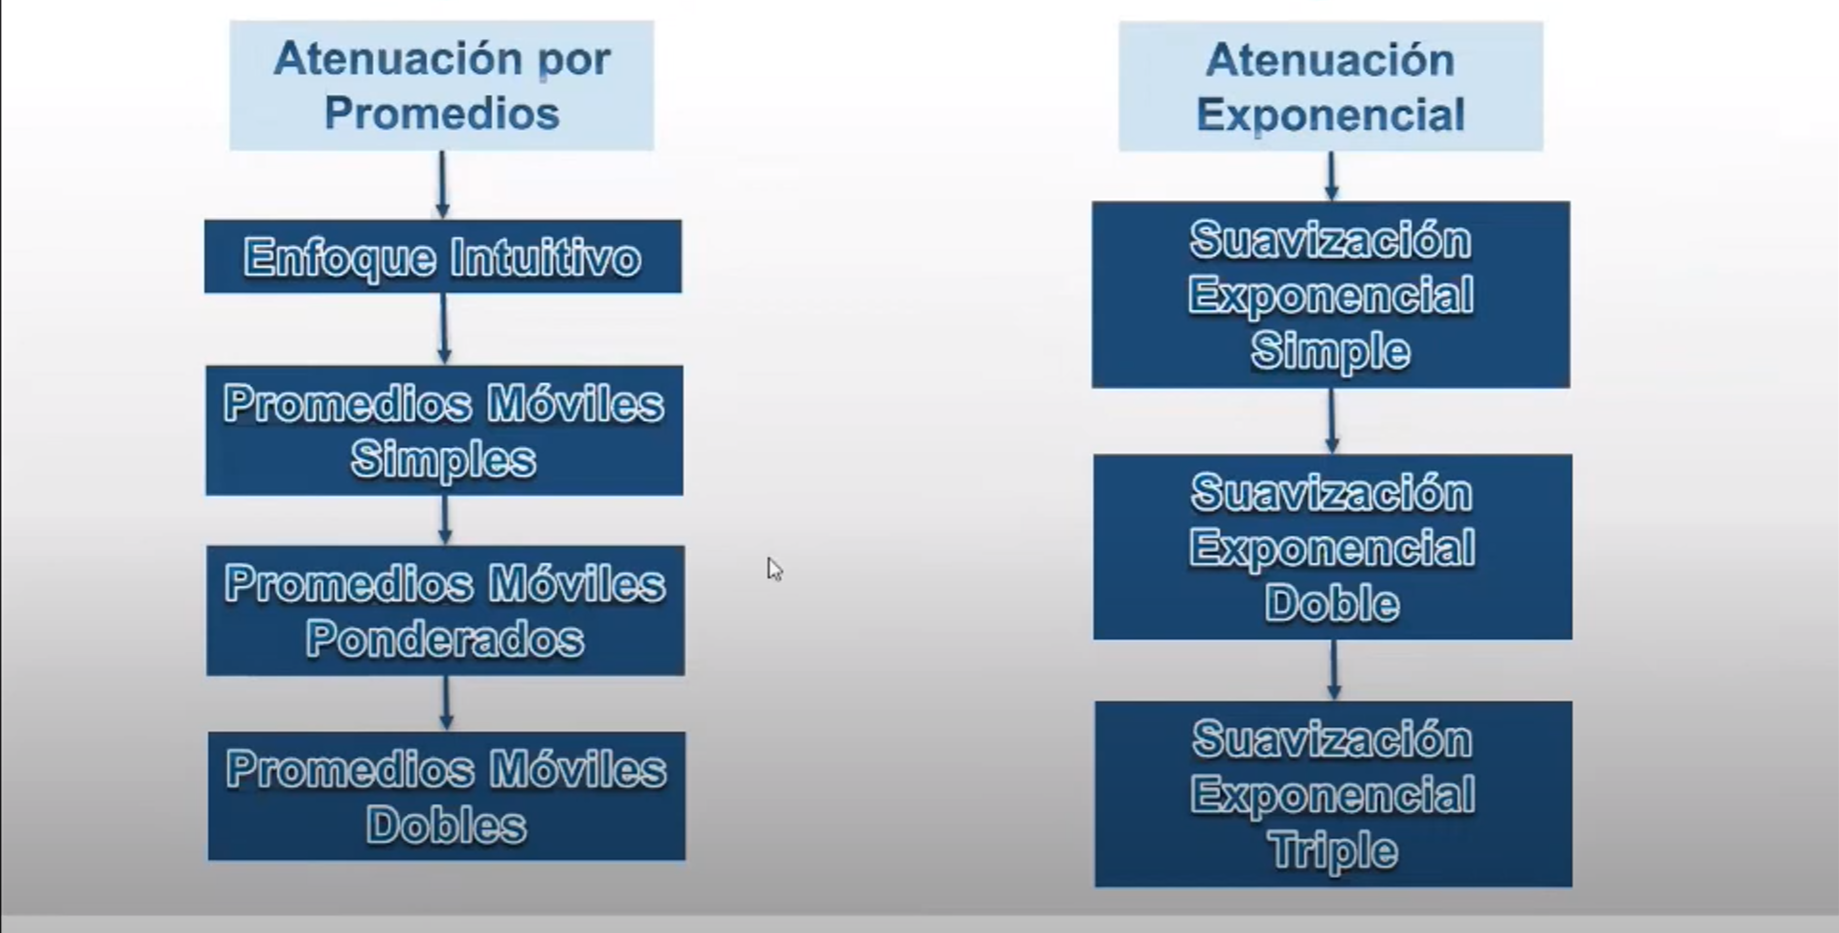 Atenuación por
Promedios
Enfoque Intuitivo
Promedios Móviles
Simples
Promedios Móviles
Ponderados
Promedios Móviles
Dobles
Atenuación
Exponencial
Suavización
Exponencial
Simple
Suavización
Exponencial
Doble
Suavización
Exponencial
Triple